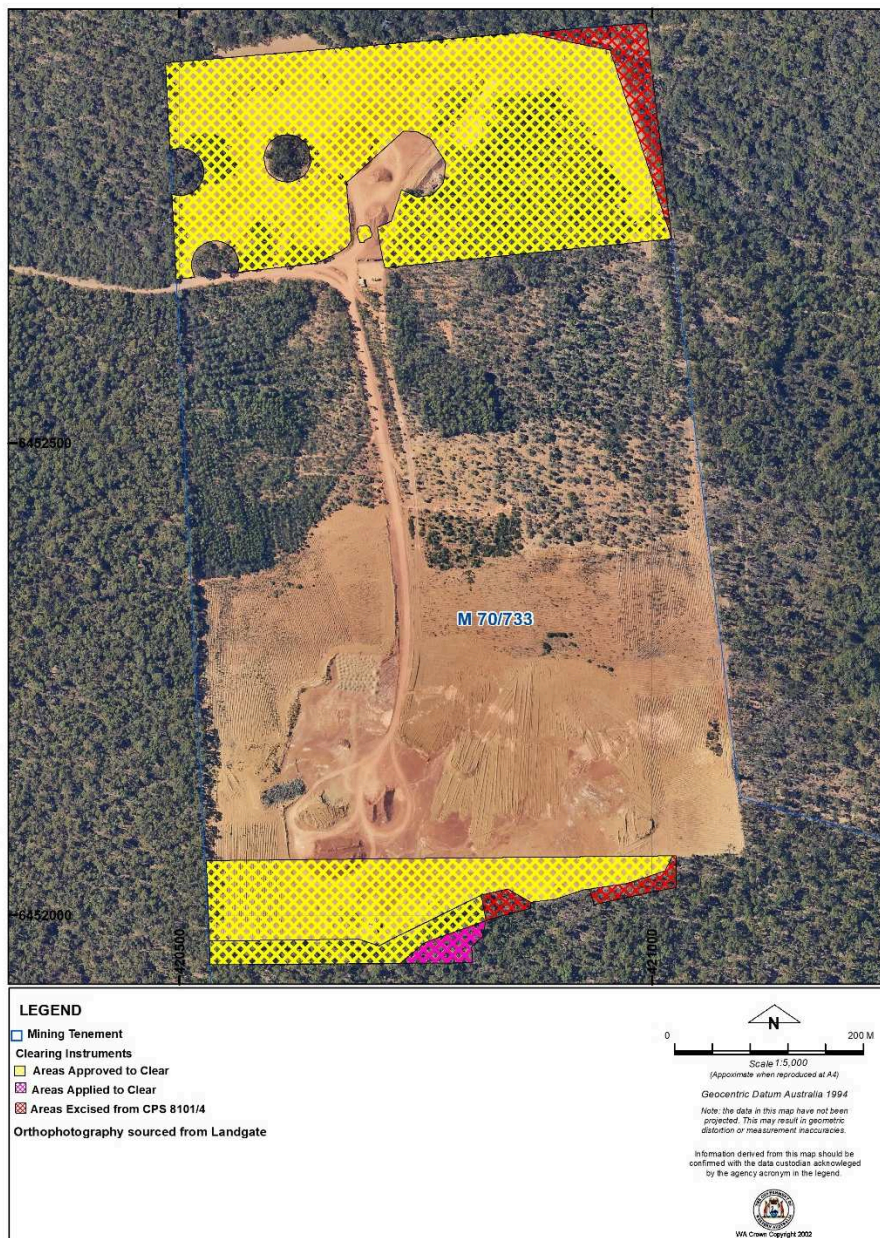 6452500
M 70/733
6452000
420500
421000
LEGEND
Mining Tenement
Clearing Instruments
Areas Approved to Clear
Areas Applied to Clear
Areas Excised from CPS 8101/4
Orthophotography sourced from Landgate
N
0 200 M
Scale 1:5,000
(Approximate when reproduced at A4)
Geocentric Datum Australia 1994
Note: the data in this map have not been
projected. This may result in geometric
distortion or measurement inaccuracies.
Information derived from this map should be
confirmed with the data custodian acknowleged
by the agency acronym in the legend.
WA Crown Copyright 2002